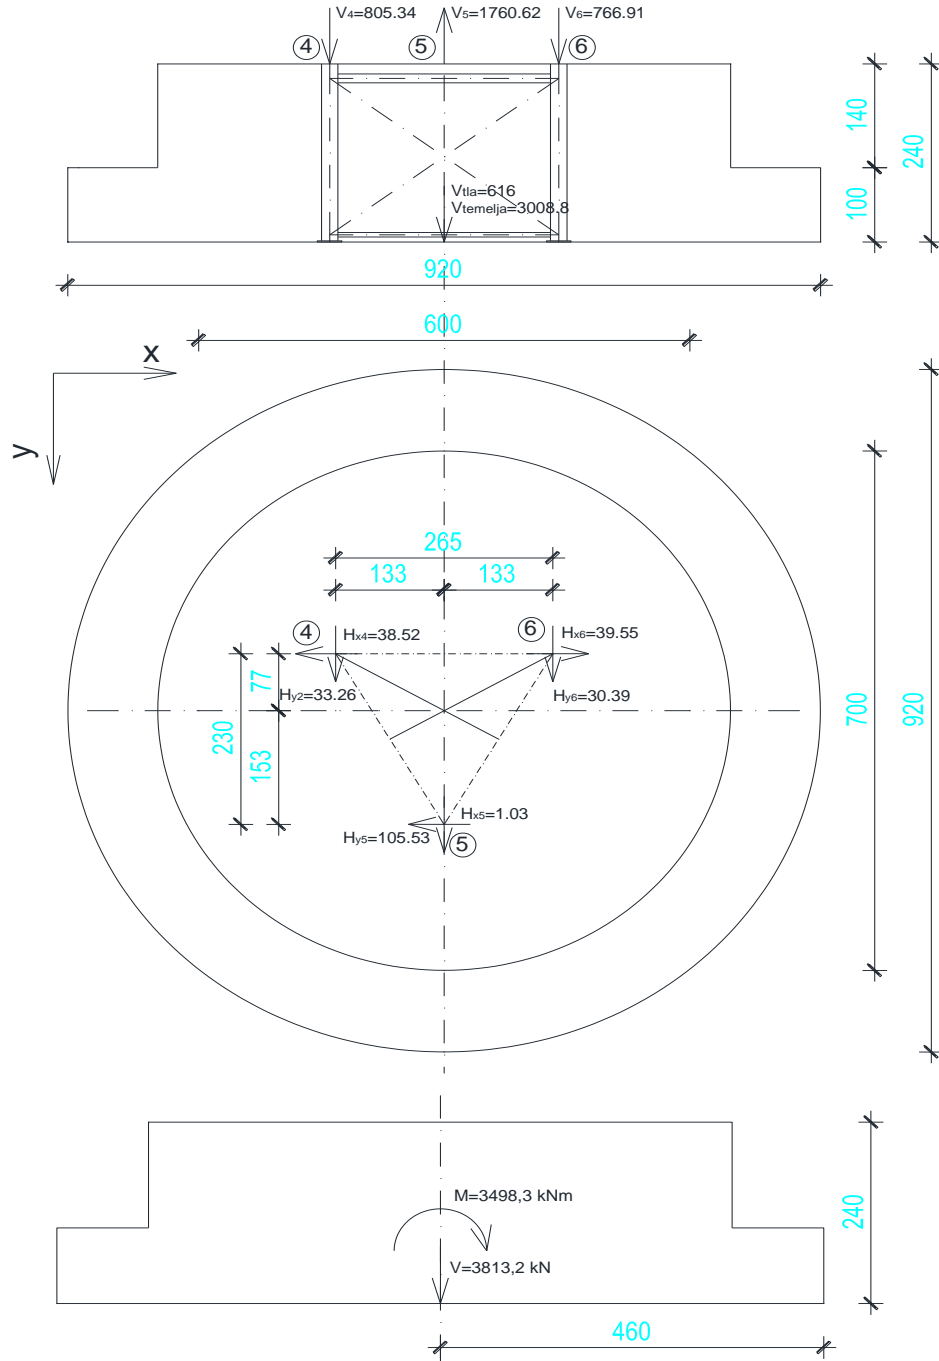 V4=805.34
V5=1760.62
V6=766.91
4
5
6
140
240
100
Vtla=616
Vtemelja=3008.8
920
600
x
y
265
133
133
4
Hx4=38.52
6
Hx6=39.55
77
Hy2=33.26
Hy6=30.39
230
153
700
920
Hx5=1.03
Hy5=105.53
5
M=3498,3 kNm
240
V=3813,2 kN
460